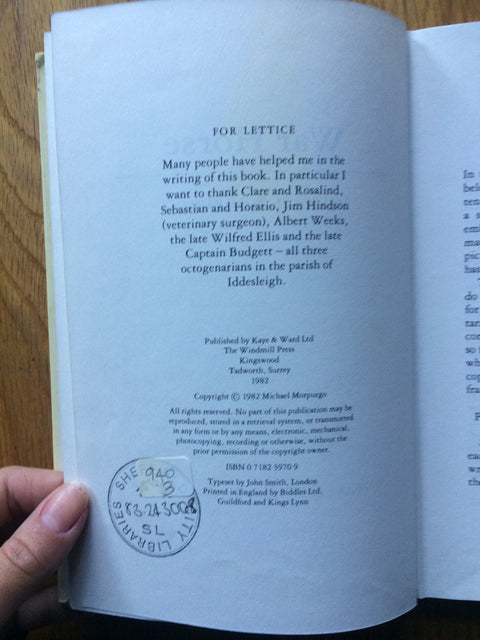 FOR LETTICE
Many people have helped me in the
writing of this book. In particular I
want to thank Clare and Rosalind,
Sebastian and Horatio, Jim Hindson
(veterinary surgeon), Albert Weeks,
the late Wilfred Ellis and the late
Captain Budgett – all three
octogenarians in the parish of
Iddesleigh.
Published by Kaye & Ward Ltd
The Windmill Press
Kingswood
Tadworth, Surrey
1982
Copyright © 1982 Michael Morpurgo
All rights reserved. No part of this publication may be
reproduced, stored in a retrieval system, or transmitted
in any form or by any means, electronic, mechanical,
photocopying, recording or otherwise, without the
prior permission of the copyright owner.
ISBN 0 7182 3970 9
Typeset by John Smith, London
Printed in England by Biddles Ltd.
Guildford and Kings Lynn
SHE
940
SL
ITY LIBRARIES
In
do
for